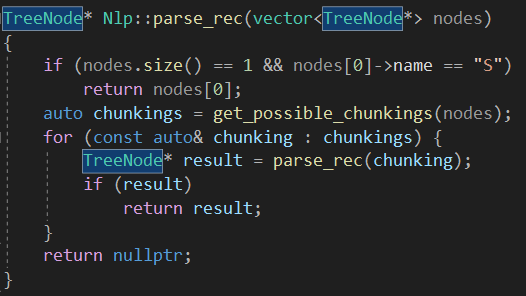 TreeNode* Nlp::parse_rec(vector<TreeNode*> nodes)
{
    if (nodes.size() == 1 && nodes[0]->name == "S")
        return nodes[0];
    auto chunkings = get_possible_chunkings(nodes);
    for (const auto& chunking : chunkings) {
        TreeNode* result = parse_rec(chunking);
        if (result)
            return result;
    }
    return nullptr;
}